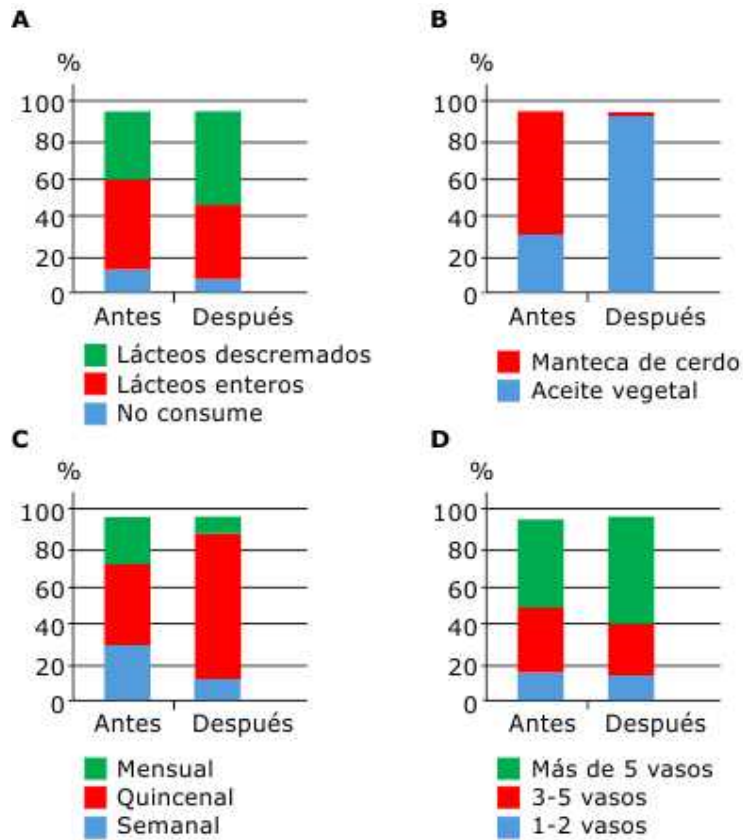 A
%
100
80
60
40
20
0
Antes Después
Lácteos descremados
Lácteos enteros
No consume
B
%
100
80
60
40
20
0
Antes Después
Manteca de cerdo
Aceite vegetal
C
%
100
80
60
40
20
0
Antes Después
Mensual
Quincenal
Semanal
D
%
100
80
60
40
20
0
Antes Después
Más de 5 vasos
3-5 vasos
1-2 vasos